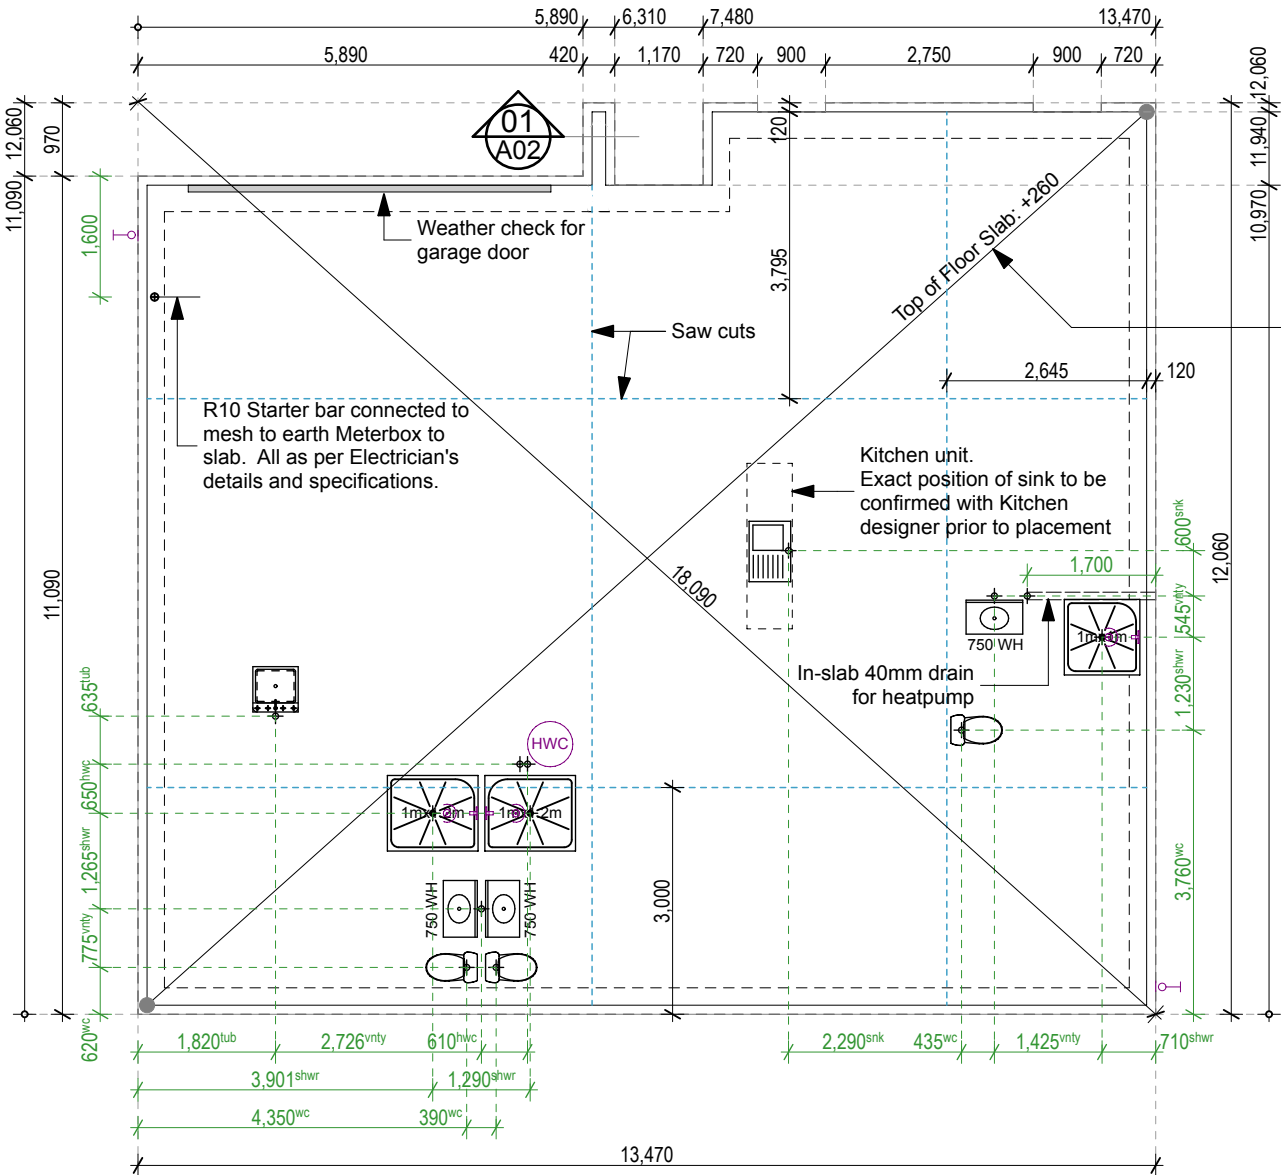 5,890
6,310
7,480
13,470
5,890
420
1,170
720
900
2,750
900
720
12,060
11,090
970
1,600
01
A02
120
12,060
11,940
10,970
Weather check for
garage door
Top of Floor Slab: +260
3,795
Saw cuts
2,645
120
R10 Starter bar connected to
mesh to earth Meterbox to
slab. All as per Electrician's
details and specifications.
Kitchen unit.
Exact position of sink to be
confirmed with Kitchen
designer prior to placement
600snk
1,700
12,060
11,090
18,090
545vnty
750 WH
1m
In-slab 40mm drain
for heatpump
1,230shwr
635tub
HWC
650hwc
1mx
2m
1m
2m
1,265shwr
750 WH
750 WH
3,000
3,760wc
775vnty
620wc
1,820tub
2,726vnty
610hwc
2,290snk
435wc
1,425vnty
710shwr
3,901shwr
1,290shwr
4,350wc
390wc
13,470